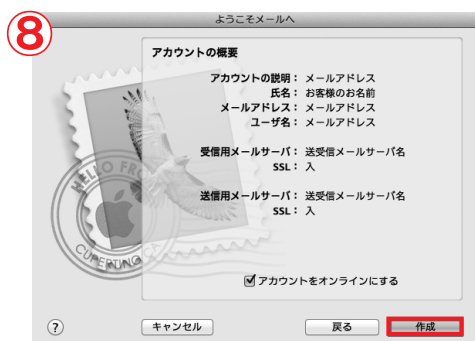 ⑧
ようこそメールへ
アカウントの概要
アカウントの説明： メールアドレス
氏名： お客様のお名前
メールアドレス： メールアドレス
ユーザ名： メールアドレス
受信用メールサーバ： 送受信メールサーバ名
SSL： 入
送信用メールサーバ： 送受信メールサーバ名
SSL： 入
HELLO FROM
CUPERTINO CA
アカウントをオンラインにする
?
キャンセル
戻る
作成